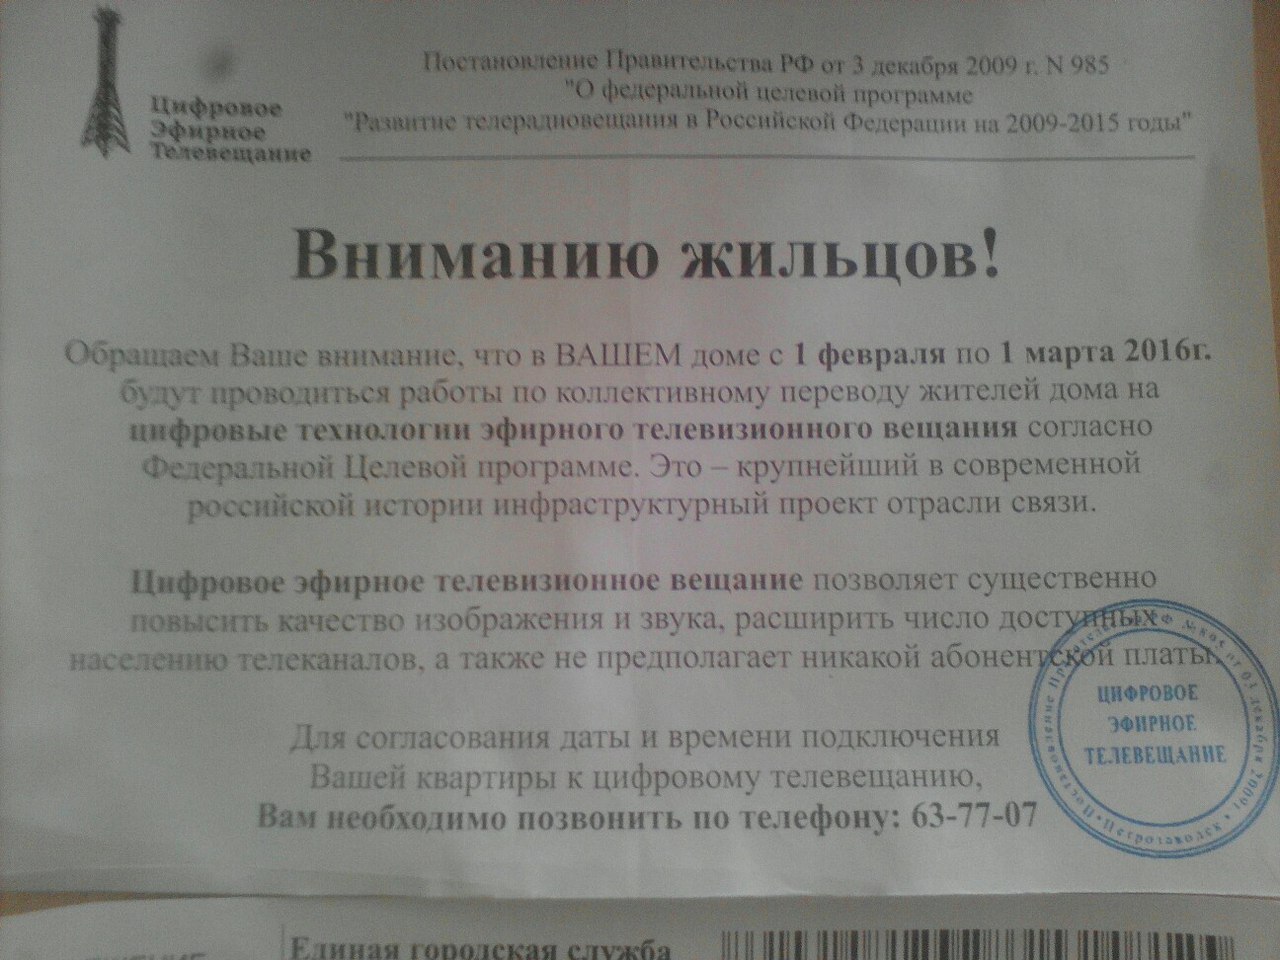 Цифровое
Эфирное
Телевещание
Постановление Правительства РФ от 3 декабря 2009 г. N 985
"О федеральной целевой программе
"Развитие телерадиовещания в Российской Федерации на 2009-2015 годы"
Вниманию жильцов!
Обращаем Ваше внимание, что в ВАШЕМ доме с 1 февраля по 1 марта 2016г.
будут проводиться работы по коллективному переводу жителей дома на
цифровые технологии эфирного телевизионного вещания согласно
Федеральной Целевой программе. Это – крупнейший в современной
российской истории инфраструктурный проект отрасли связи.
Цифровое эфирное телевизионное вещание позволяет существенно
повысить качество изображения и звука, расширить число доступных
населению телеканалов, а также не предполагает никакой абонентской платы.
Для согласования даты и времени подключения
Вашей квартиры к цифровому телевещанию,
Вам необходимо позвонить по телефону: 63-77-07
ЦИФРОВОЕ
ЭФИРНОЕ
ТЕЛЕВЕЩАНИЕ
Постановление РФ от 03 декабря 2009г
Петрозаводск
Единая городская служба